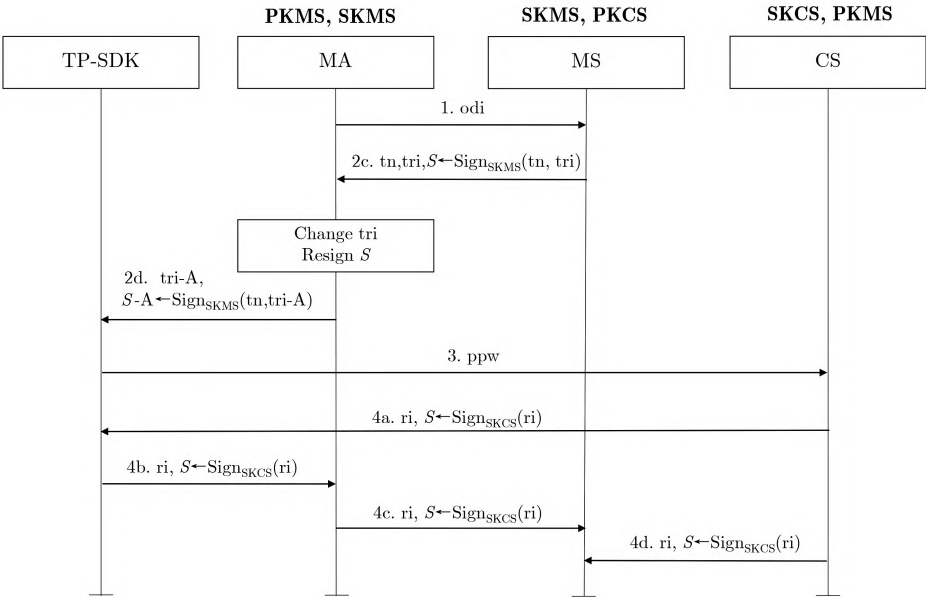 PKMS, SKMS
SKMS, PKCS
SKCS, PKMS
TP-SDK
MA
MS
CS
1. odi
2c. tn,tri,S←Sign_SKMS(tn, tri)
Change tri
Resign S
2d. tri-A,
S-A←Sign_SKMS(tn,tri-A)
3. ppw
4a. ri, S←Sign_SKCS(ri)
4b. ri, S←Sign_SKCS(ri)
4c. ri, S←Sign_SKCS(ri)
4d. ri, S←Sign_SKCS(ri)